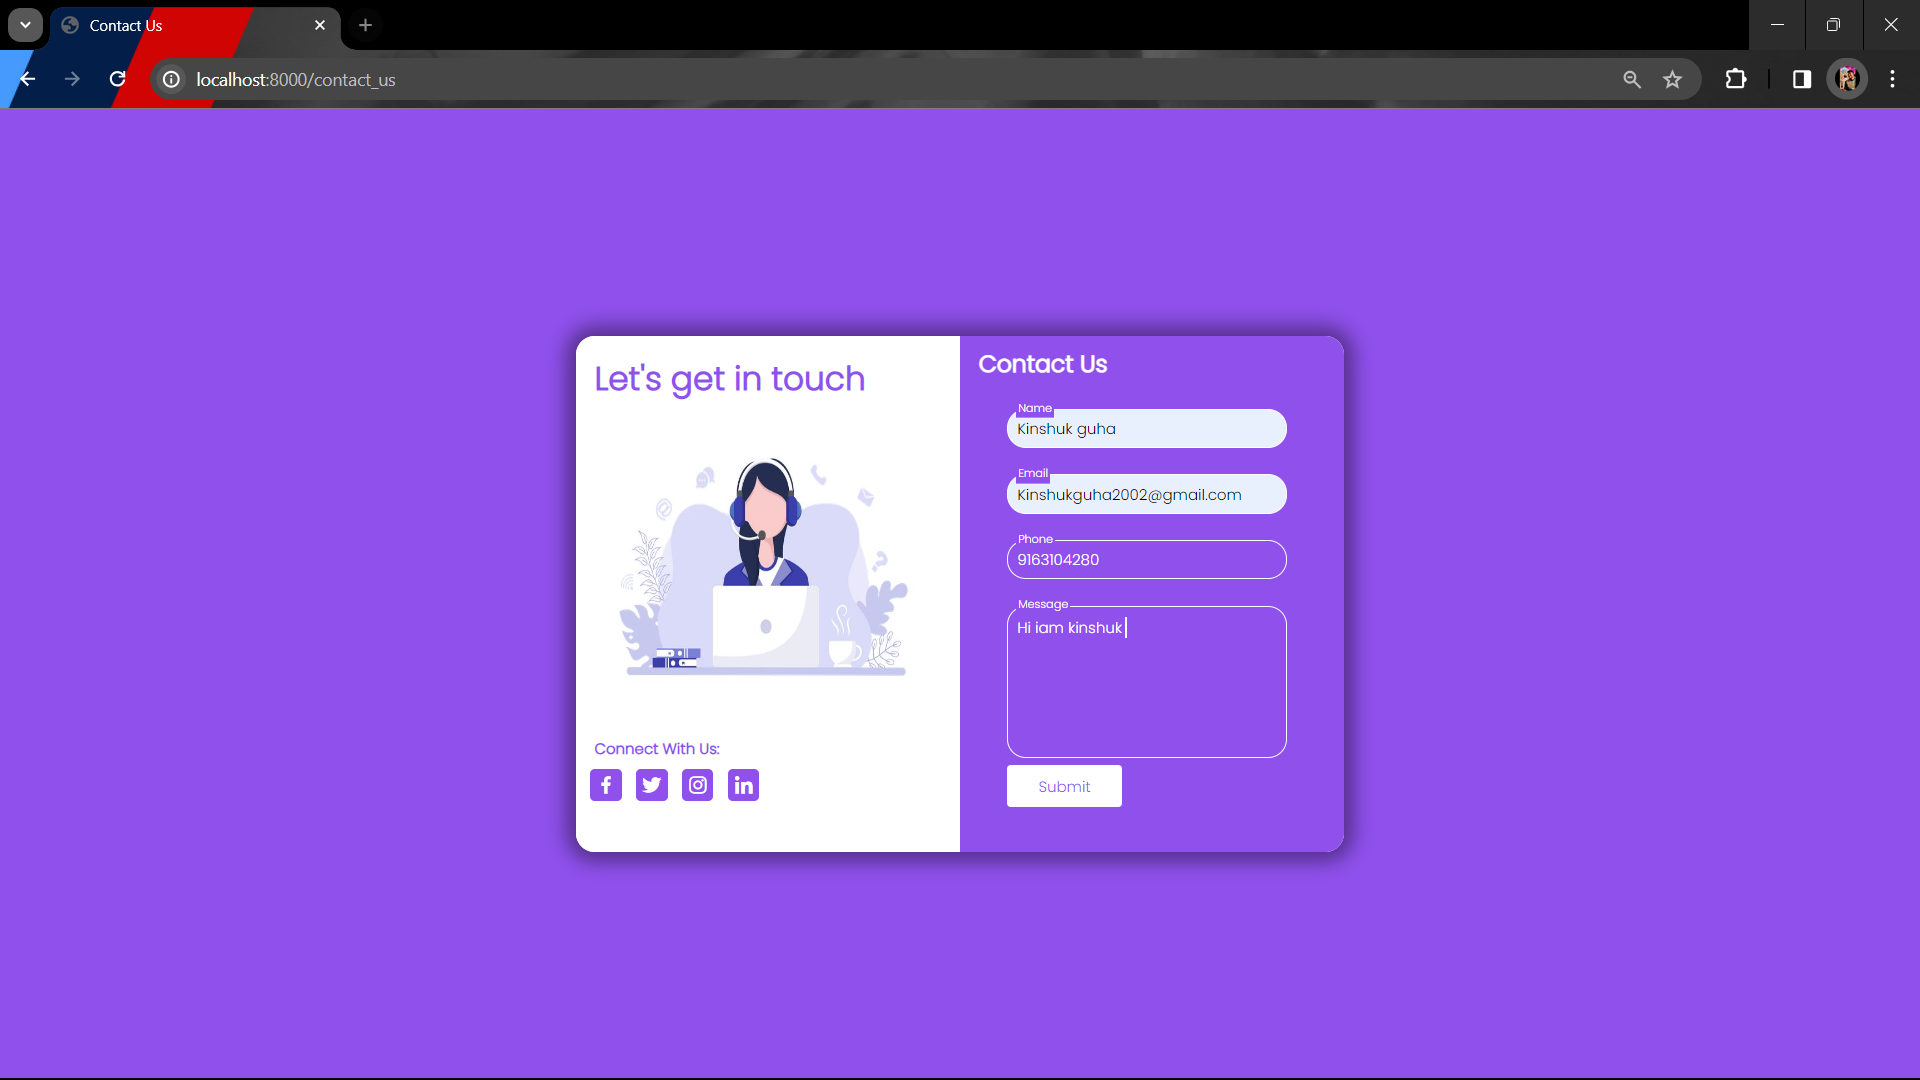 Contact Us
localhost:8000/contact_us
Let's get in touch
Connect With Us:
Contact Us
Name
Kinshuk guha
Email
Kinshukguha2002@gmail.com
Phone
9163104280
Message
Hi iam kinshuk
Submit